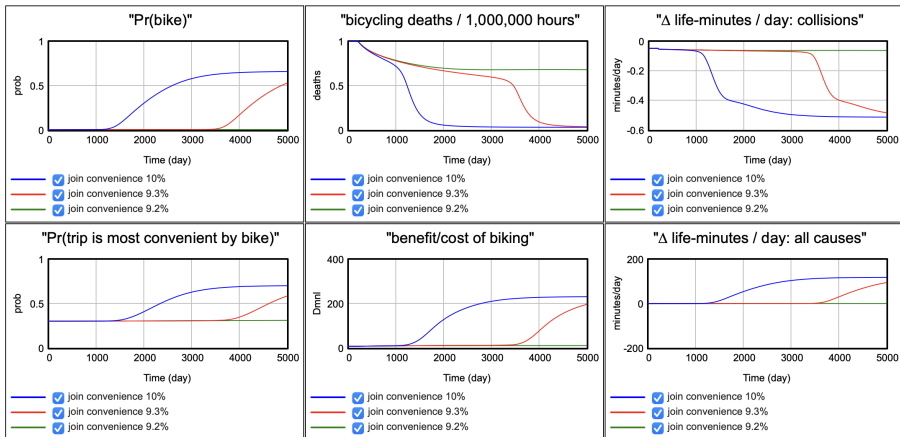 "Pr(bike)"
1
0.5
0
prob
0 1000 2000 3000 4000 5000
Time (day)
join convenience 10%
join convenience 9.3%
join convenience 9.2%
"bicycling deaths / 1,000,000 hours"
1
0.5
0
deaths
0 1000 2000 3000 4000 5000
Time (day)
join convenience 10%
join convenience 9.3%
join convenience 9.2%
"Δ life-minutes / day: collisions"
0
-0.2
-0.4
-0.6
minutes/day
0 1000 2000 3000 4000 5000
Time (day)
join convenience 10%
join convenience 9.3%
join convenience 9.2%
"Pr(trip is most convenient by bike)"
1
0.5
0
prob
0 1000 2000 3000 4000 5000
Time (day)
join convenience 10%
join convenience 9.3%
join convenience 9.2%
"benefit/cost of biking"
400
200
0
Dmnl
0 1000 2000 3000 4000 5000
Time (day)
join convenience 10%
join convenience 9.3%
join convenience 9.2%
"Δ life-minutes / day: all causes"
200
0
-200
minutes/day
0 1000 2000 3000 4000 5000
Time (day)
join convenience 10%
join convenience 9.3%
join convenience 9.2%